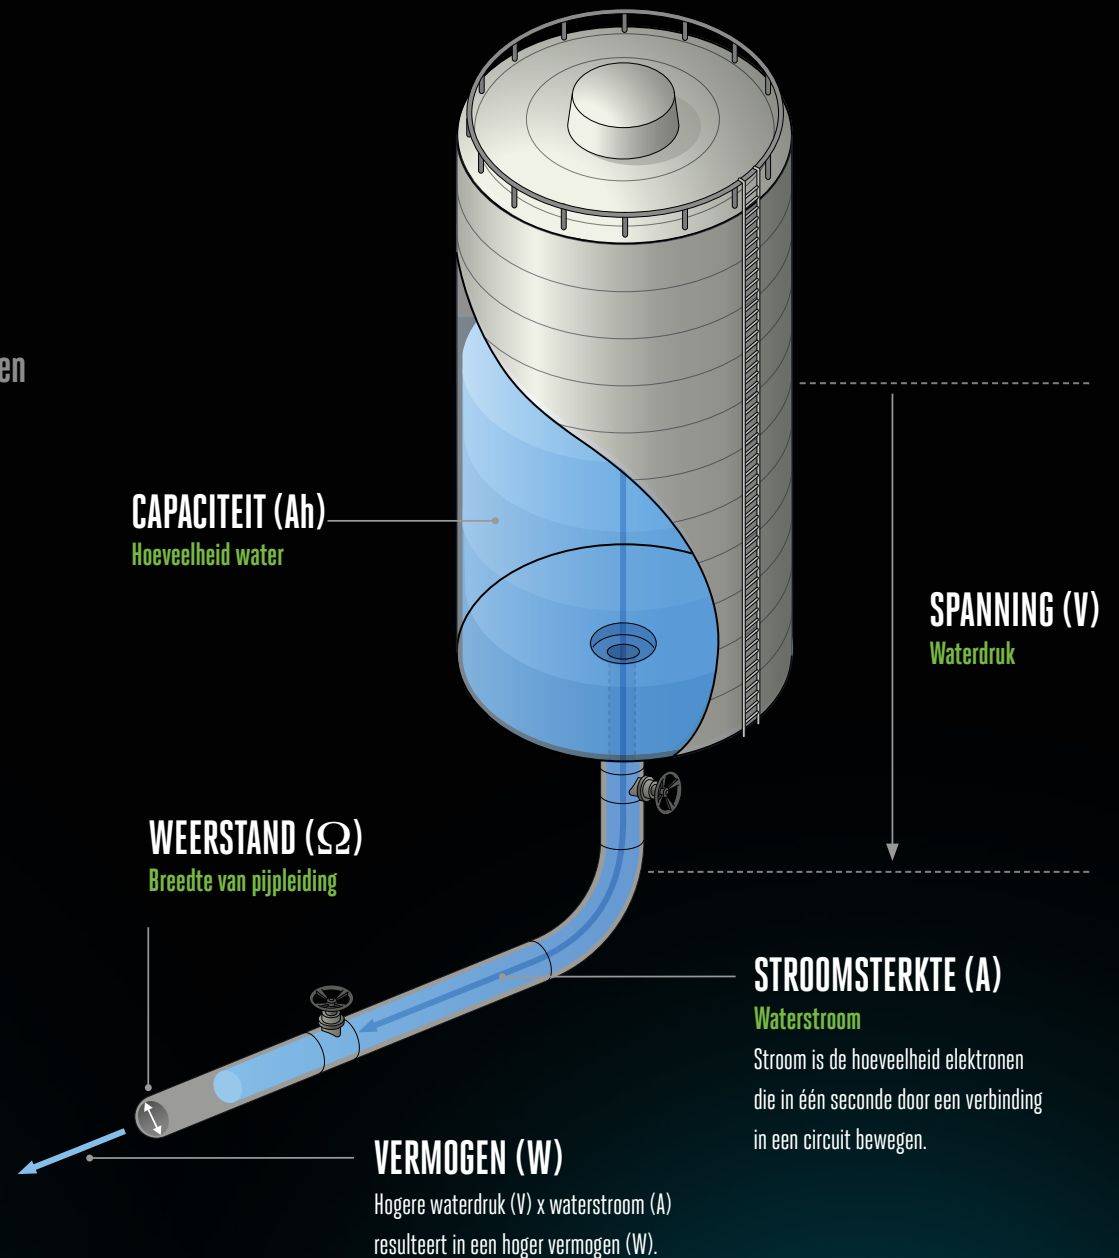 en
CAPACITEIT (Ah)
Hoeveelheid water
SPANNING (V)
Waterdruk
WEERSTAND (Ω)
Breedte van pijpleiding
STROOMSTERKTE (A)
Waterstroom
Stroom is de hoeveelheid elektronen
die in één seconde door een verbinding
in een circuit bewegen.
VERMOGEN (W)
Hogere waterdruk (V) x waterstroom (A)
resulteert in een hoger vermogen (W).